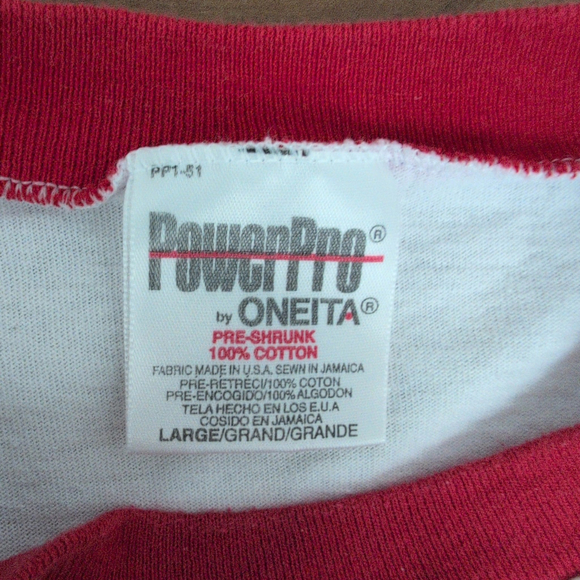 PP1-51
PowerPro®
by ONEITA®
PRE-SHRUNK
100% COTTON
FABRIC MADE IN U.S.A. SEWN IN JAMAICA
PRE-RETRECI/100% COTON
PRE-ENCOGIDO/100% ALGODON
TELA HECHO EN LOS E.U.A
COSIDO EN JAMAICA
LARGE/GRAND/GRANDE